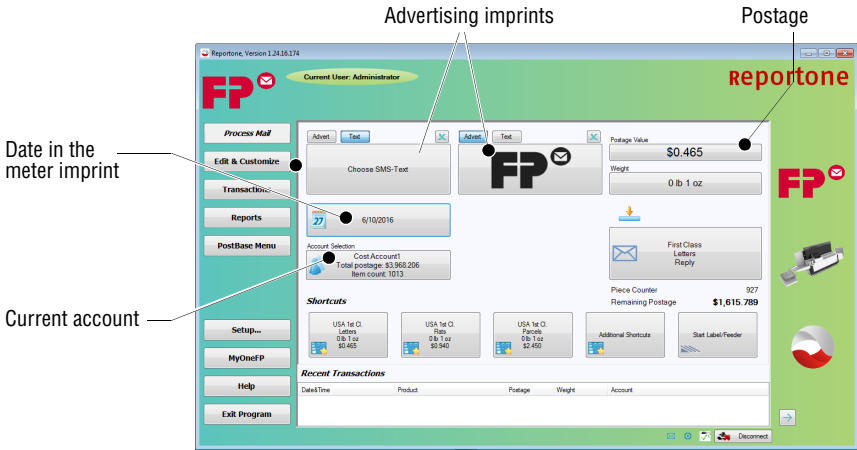 Advertising imprints
Postage
Reportone, Version 1.24.16.174
FP
Current User: Administrator
Reportone
Date in the
meter imprint
Current account
Process Mail
Edit & Customize
Transactions
Reports
PostBase Menu
Setup...
MyOneFP
Help
Exit Program
Advert Text
Choose SMS-Text
Advert Text
FP
Postage Value
$0.465
Weight
0 lb 1 oz
27
6/10/2016
Account Selection
Cost Account1
Total postage: $3,968.206
Item count: 1013
First Class
Letters
Reply
Piece Counter 927
Remaining Postage $1,615.789
Shortcuts
USA 1st Cl.
Letters
0 lb 1 oz
$0.465
USA 1st Cl.
Flats
0 lb 1 oz
$0.940
USA 1st Cl.
Parcels
0 lb 1 oz
$2.450
Additional Shortcuts
Start Label/Feeder
Recent Transactions
Date&Time Product Postage Weight Account
FP
Disconnect